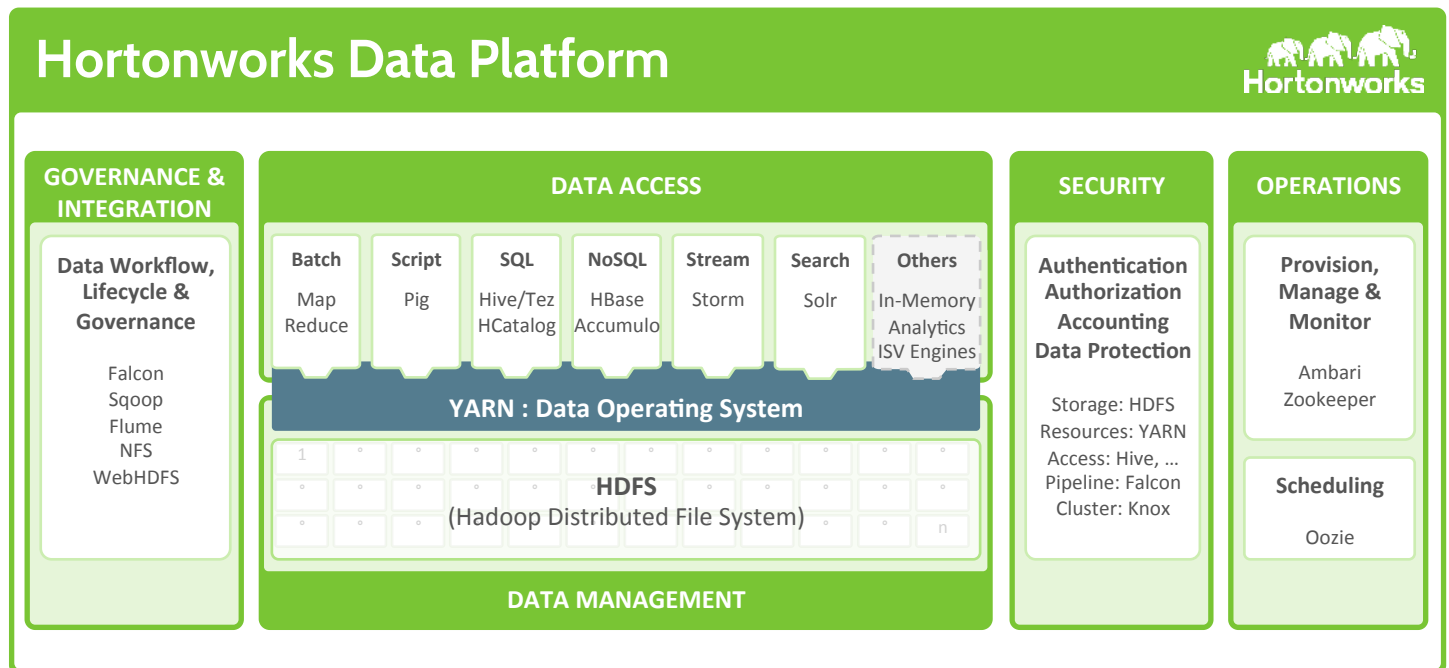 Hortonworks Data Platform
Hortonworks
GOVERNANCE &
INTEGRATION
Data Workflow,
Lifecycle &
Governance
Falcon
Sqoop
Flume
NFS
WebHDFS
DATA ACCESS
Batch
Map
Reduce
Script
Pig
SQL
Hive/Tez
HCatalog
NoSQL
HBase
Accumulo
Stream
Storm
Search
Solr
Others
In-Memory
Analytics
ISV Engines
YARN : Data Operating System
1
HDFS
(Hadoop Distributed File System)
n
DATA MANAGEMENT
SECURITY
Authentication
Authorization
Accounting
Data Protection
Storage: HDFS
Resources: YARN
Access: Hive, …
Pipeline: Falcon
Cluster: Knox
OPERATIONS
Provision,
Manage &
Monitor
Ambari
Zookeeper
Scheduling
Oozie